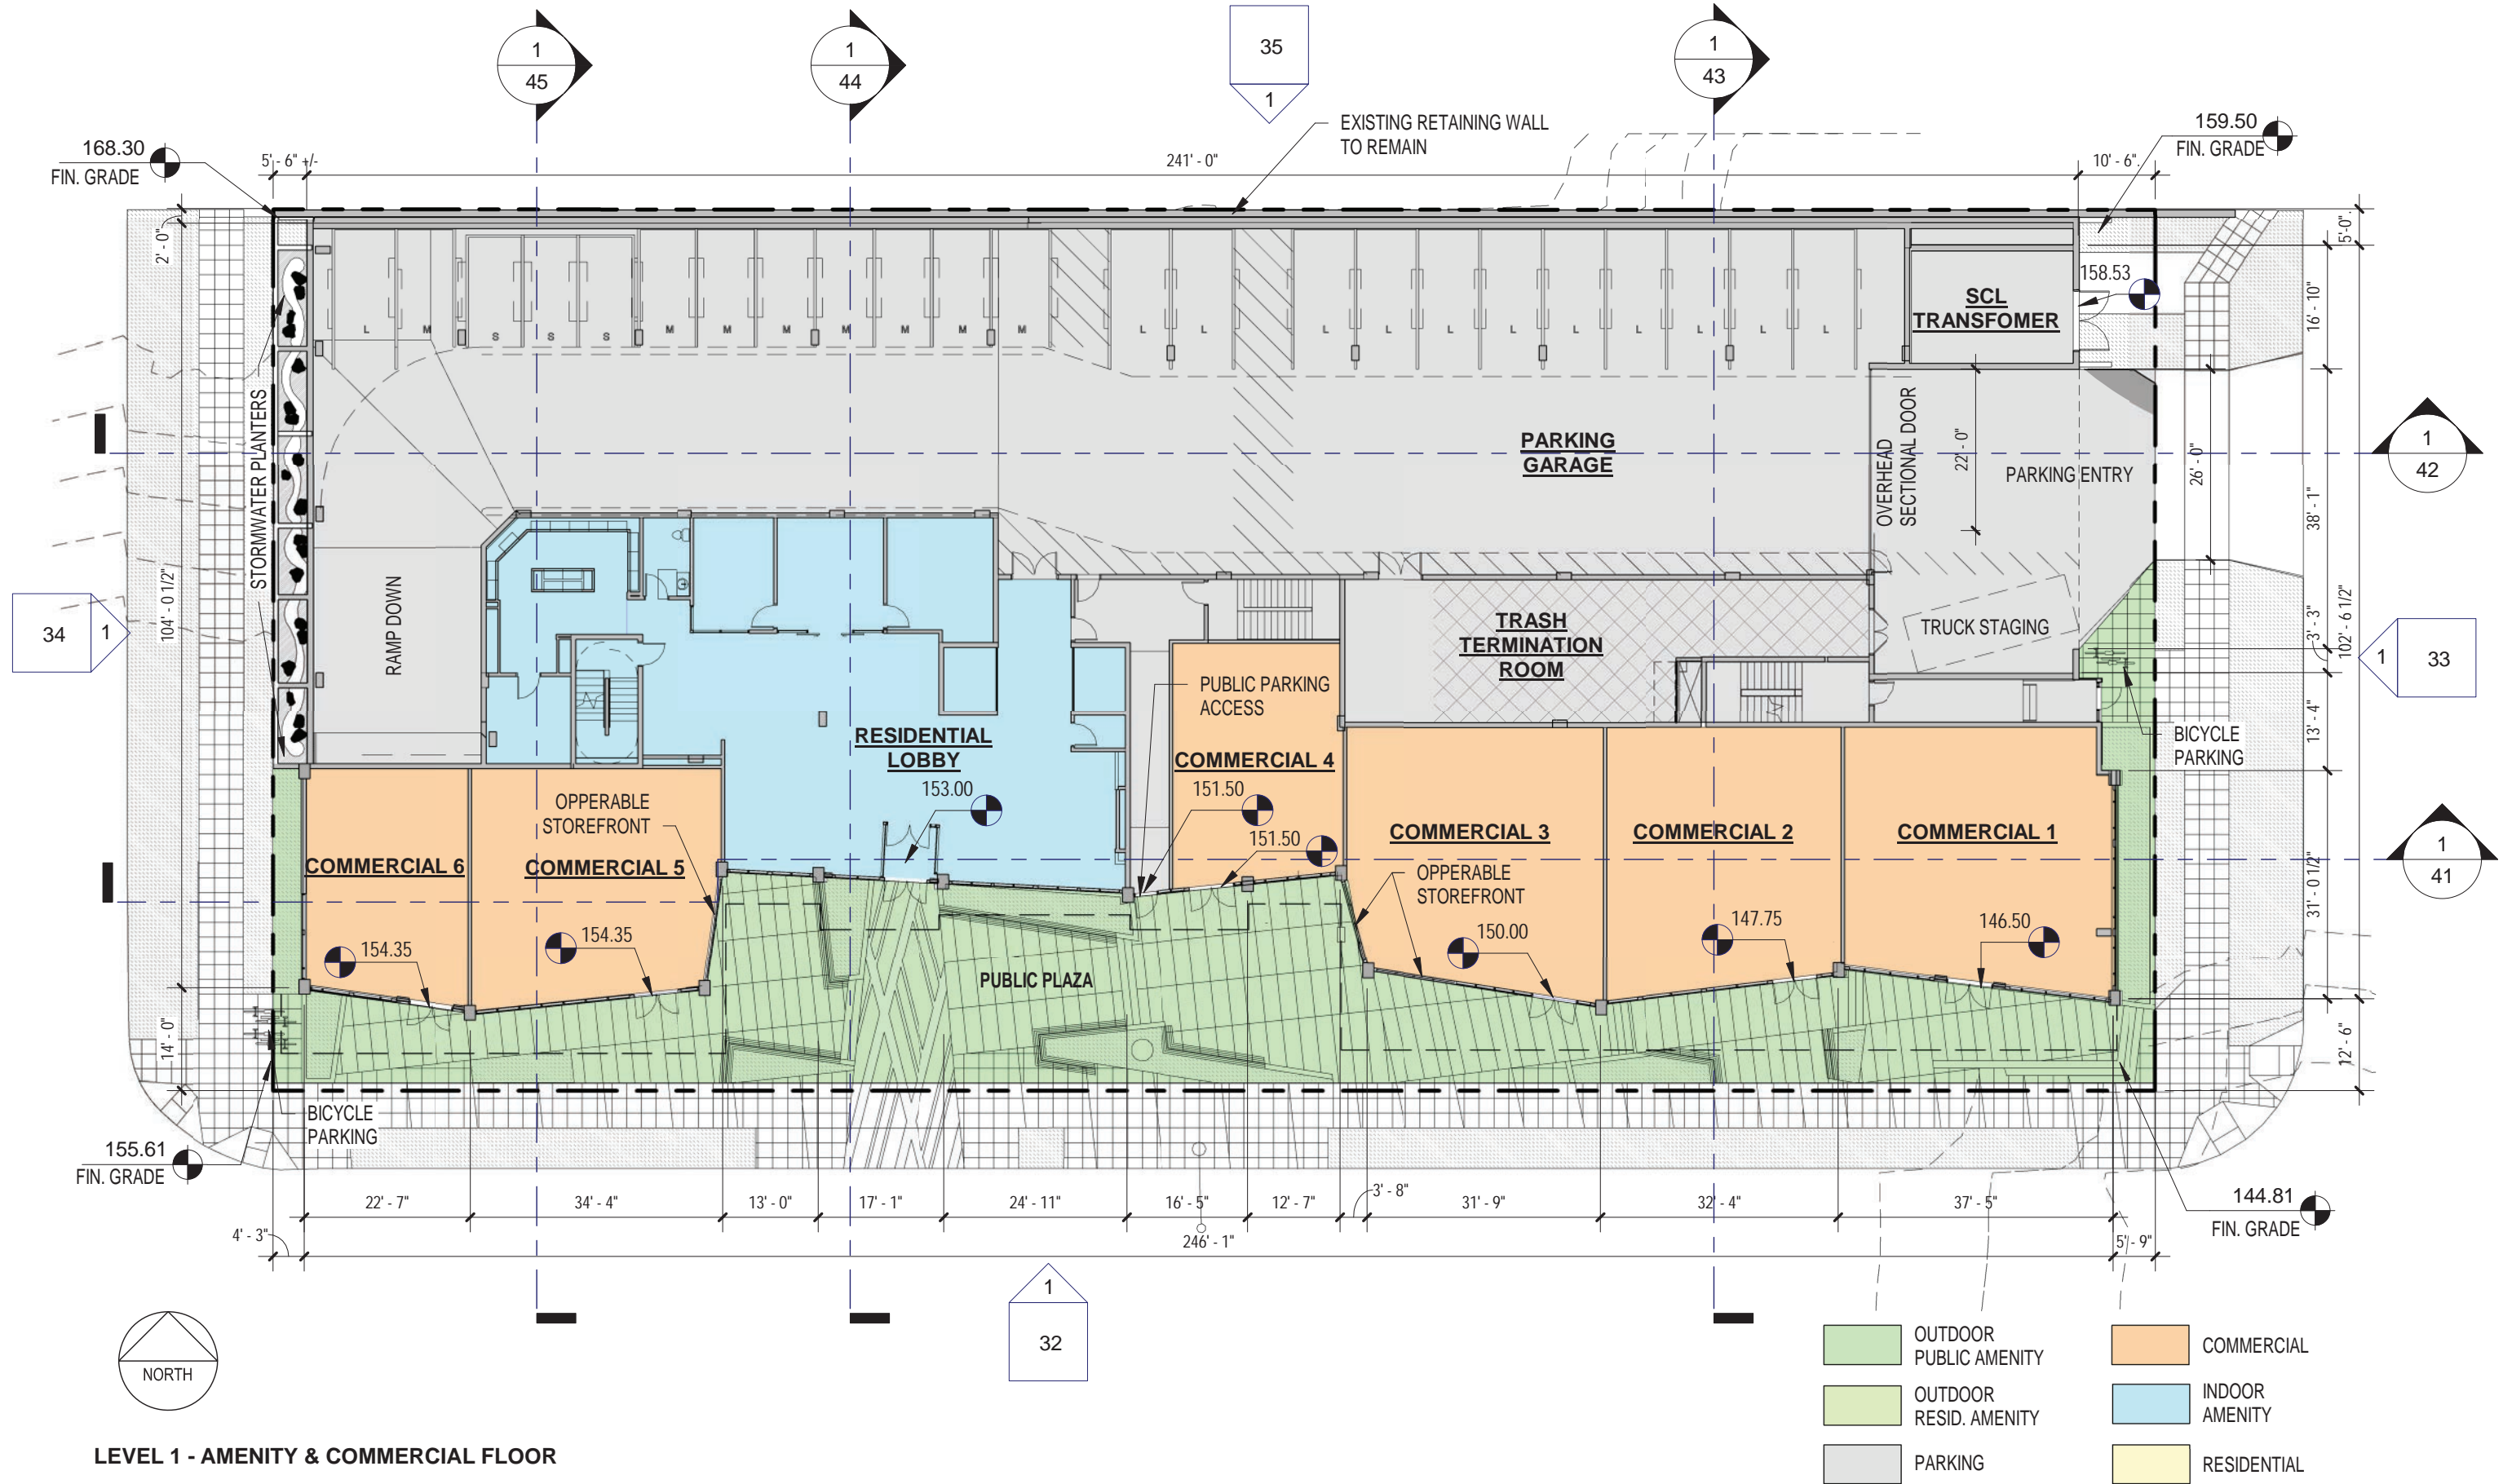 1
45
1
44
35
1
1
43
EXISTING RETAINING WALL
TO REMAIN
168.30
FIN. GRADE
5' - 6" +/-
241' - 0"
10' - 6"
159.50
FIN. GRADE
2' - 0"
5'-0"
158.53
SCL
TRANSFOMER
16' - 10"
L
M
S
S
S
M
M
M
M
M
M
M
L
L
L
L
L
L
L
L
L
L
L
STORMWATER PLANTERS
PARKING
GARAGE
OVERHEAD
SECTIONAL DOOR
22' - 0"
PARKING ENTRY
26' - 0"
38' - 1"
1
42
104' - 0 1/2"
34
1
RAMP DOWN
TRASH
TERMINATION
ROOM
TRUCK STAGING
3' - 3"
102' - 6 1/2"
1
33
PUBLIC PARKING
ACCESS
RESIDENTIAL
LOBBY
153.00
COMMERCIAL 4
151.50
151.50
BICYCLE
PARKING
13' - 4"
OPPERABLE
STOREFRONT
COMMERCIAL 6
COMMERCIAL 5
COMMERCIAL 3
COMMERCIAL 2
COMMERCIAL 1
OPPERABLE
STOREFRONT
1
41
31' - 0 1/2"
154.35
154.35
150.00
147.75
146.50
PUBLIC PLAZA
14' - 0"
12' - 6"
BICYCLE
PARKING
155.61
FIN. GRADE
22' - 7"
34' - 4"
13' - 0"
17' - 1"
24' - 11"
16' - 5"
12' - 7"
3' - 8"
31' - 9"
32' - 4"
37' - 5"
144.81
FIN. GRADE
4' - 3"
246' - 1"
5' - 9"
1
32
NORTH
OUTDOOR
PUBLIC AMENITY
COMMERCIAL
OUTDOOR
RESID. AMENITY
INDOOR
AMENITY
PARKING
RESIDENTIAL
LEVEL 1 - AMENITY & COMMERCIAL FLOOR